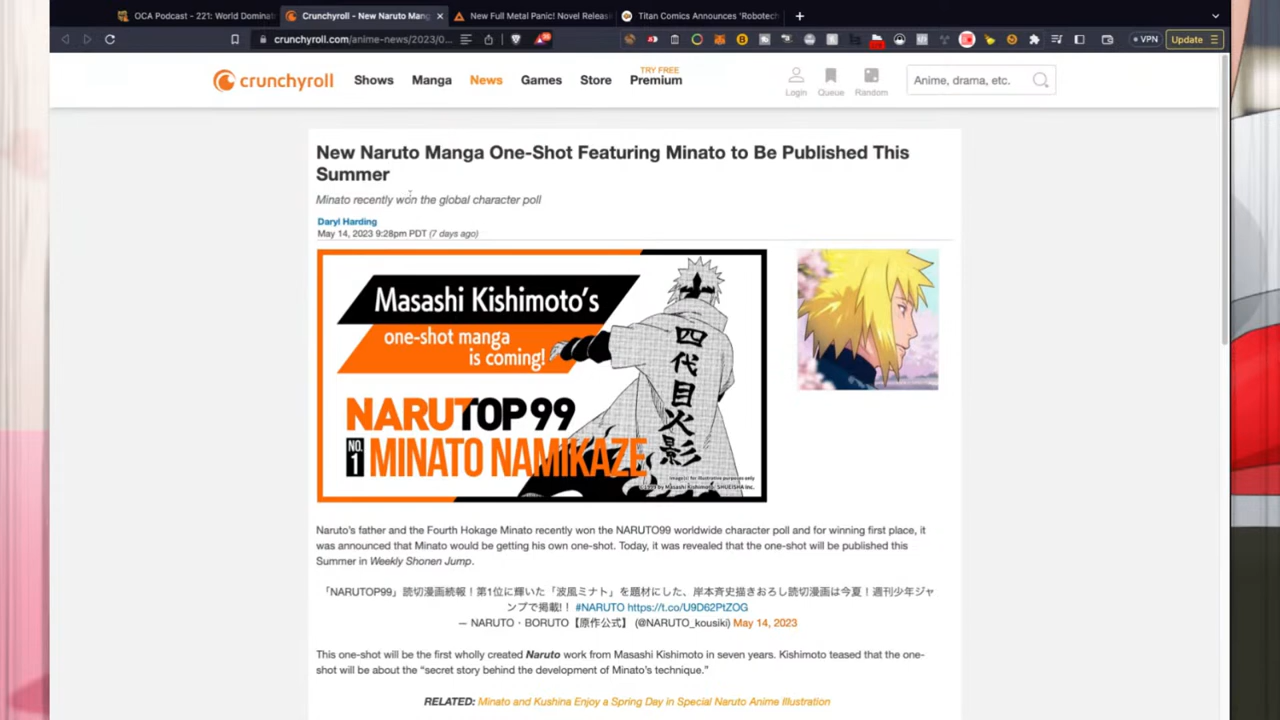 OCA Podcast - 221: World Dominat
Crunchyroll - New Naruto Mang
New Full Metal Panic! Novel Releas
Titan Comics Announces 'Robotech
crunchyroll.com/anime-news/2023/0...
VPN
Update
crunchyroll
Shows
Manga
News
Games
Store
TRY FREE
Premium
Login
Queue
Random
Anime, drama, etc.
New Naruto Manga One-Shot Featuring Minato to Be Published This
Summer
Minato recently won the global character poll
Daryl Harding
May 14, 2023 9:28pm PDT (7 days ago)
Masashi Kishimoto's
one-shot manga
is coming!
NARUTOP 99
NO.
1
MINATO NAMIKAZE
四代目火影
Image(s) for illustrative purposes only
©1999 by Masashi Kishimoto/ SHUEISHA Inc.
Naruto's father and the Fourth Hokage Minato recently won the NARUTO99 worldwide character poll and for winning first place, it
was announced that Minato would be getting his own one-shot. Today, it was revealed that the one-shot will be published this
Summer in Weekly Shonen Jump.
「NARUTOP99」読切漫画続報！第1位に輝いた「波風ミナト」を題材にした、岸本斉史描きおろし読切漫画は今夏！週刊少年ジャ
ンプで掲載!！ #NARUTO https://t.co/U9D62PtZOG
— NARUTO・BORUTO【原作公式】 (@NARUTO_kousiki) May 14, 2023
This one-shot will be the first wholly created Naruto work from Masashi Kishimoto in seven years. Kishimoto teased that the one-
shot will be about the “secret story behind the development of Minato's technique.”
RELATED: Minato and Kushina Enjoy a Spring Day in Special Naruto Anime Illustration